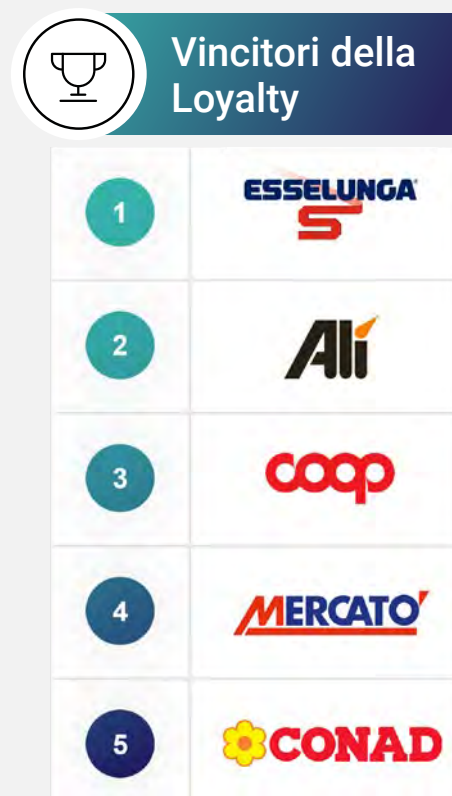 Vincitori della
Loyalty
1
ESSELUNGA
2
Alì
3
coop
4
MERCATO'
5
CONAD